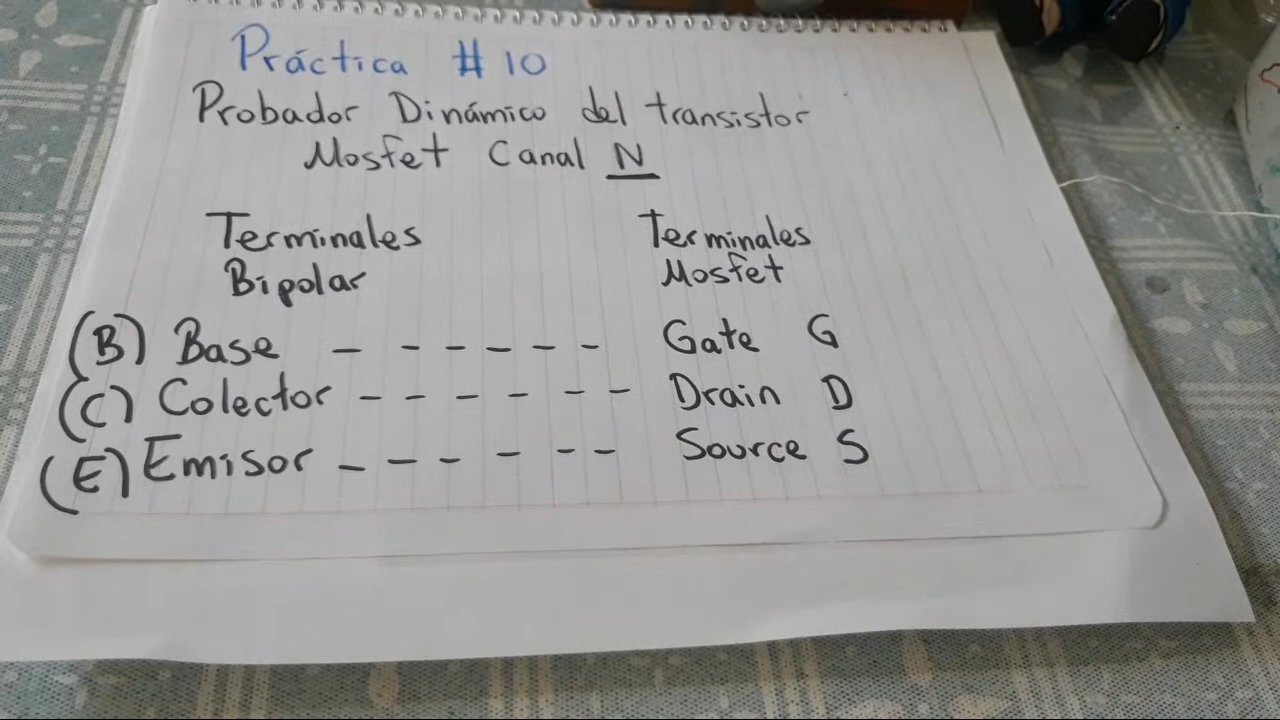 Práctica # 10
Probador Dinámico del transistor
Mosfet Canal N
Terminales Terminales
Bipolar Mosfet
(B) Base - - - - - - Gate G
(C) Colector - - - - - - Drain D
(E) Emisor - - - - - - Source S